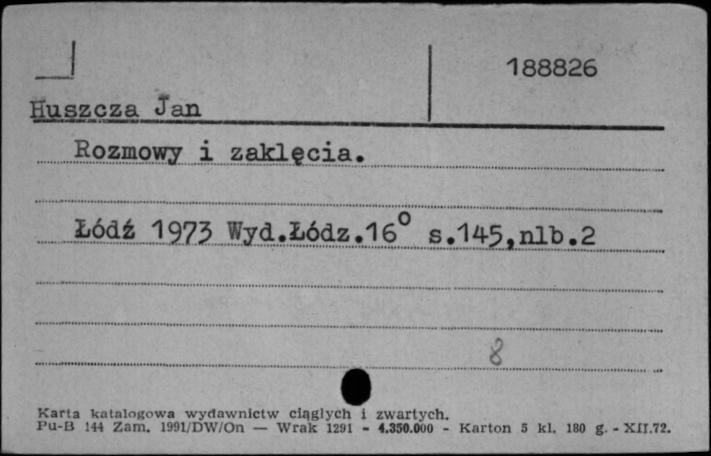 188826
Huszcza Jan
Rozmowy i zaklęcia.
Łódź 1973 Wyd.Łódz.16° s.145,nlb.2
8
Karta katalogowa wydawnictw ciągłych i zwartych.
Pu-B 144 Zam. 1991/DW/On — Wrak 1291 - 4.350.000 - Karton 5 kl. 180 g. - XII.72.